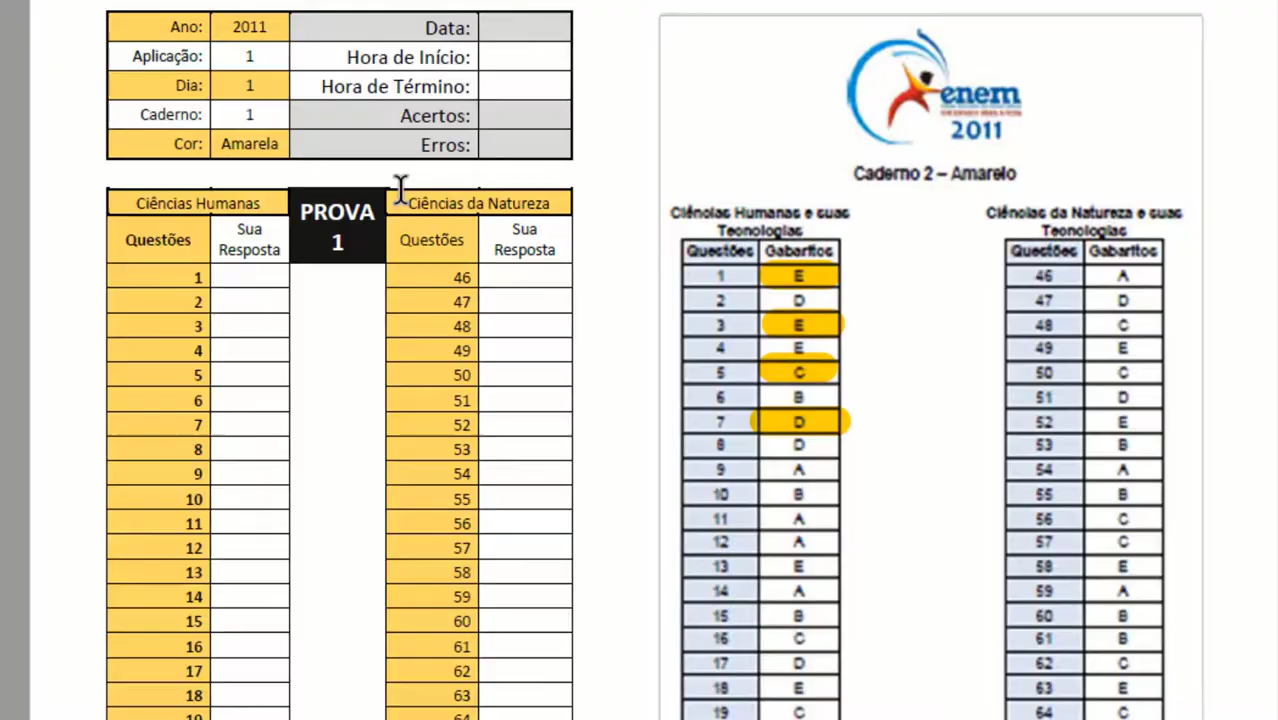 Ano: 2011 Data:
Aplicação: 1 Hora de Início:
Dia: 1 Hora de Término:
Caderno: 1 Acertos:
Cor: Amarela Erros:
Ciências Humanas PROVA 1 Ciências da Natureza
Questões Sua Resposta Questões Sua Resposta
1 46
2 47
3 48
4 49
5 50
6 51
7 52
8 53
9 54
10 55
11 56
12 57
13 58
14 59
15 60
16 61
17 62
18 63
19 64
enem
2011
Caderno 2 – Amarelo
Ciências Humanas e suas Tecnologias
Ciências da Natureza e suas Tecnologias
Questões Gabaritos Questões Gabaritos
1 E 46 A
2 D 47 D
3 E 48 C
4 E 49 E
5 C 50 C
6 B 51 D
7 D 52 E
8 D 53 B
9 A 54 A
10 B 55 B
11 A 56 C
12 A 57 C
13 E 58 E
14 A 59 A
15 B 60 B
16 C 61 B
17 D 62 C
18 E 63 E
19 C 64 C